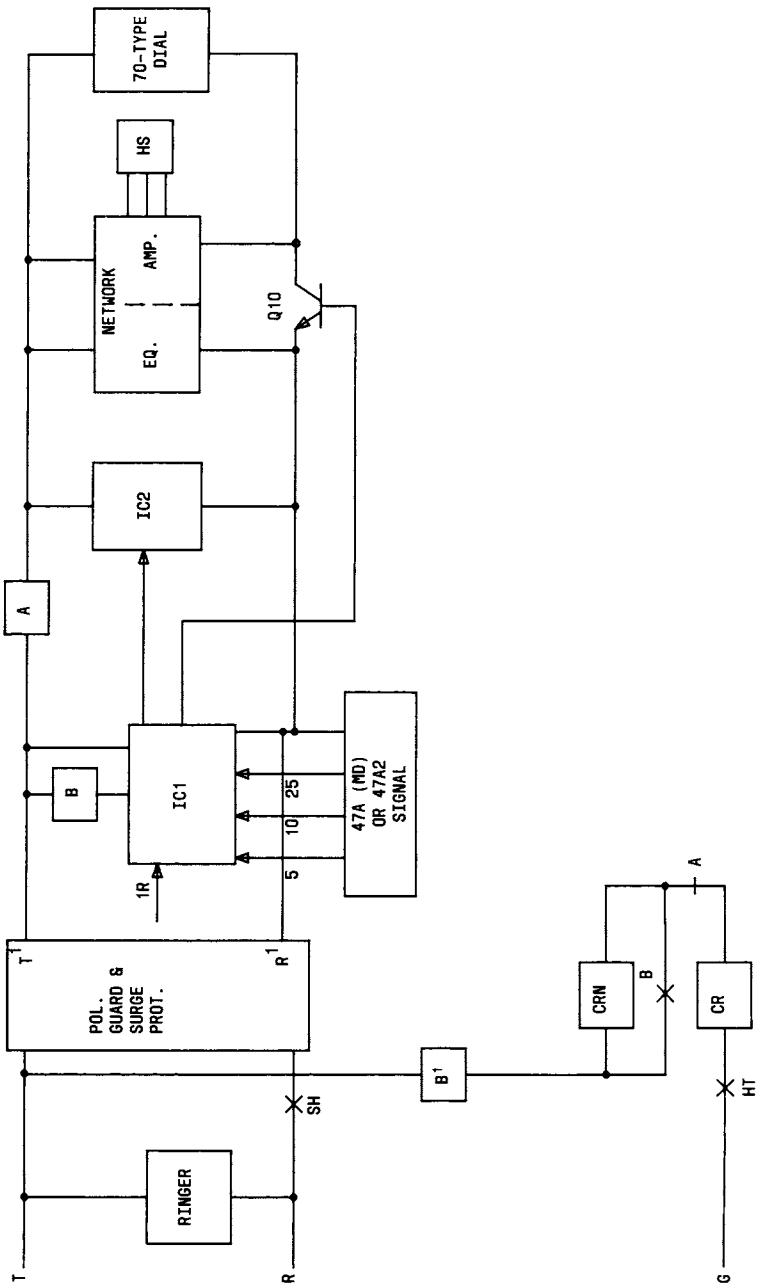 T
RINGER
R
SH
POL.
GUARD &
SURGE
PROT.
T1
R1
1R
B
IC1
5
10
25
47A (MD)
OR 47A2
SIGNAL
A
IC2
NETWORK
EQ.
AMP.
Q10
HS
70-TYPE
DIAL
B1
CRN
B
A
CR
HT
G